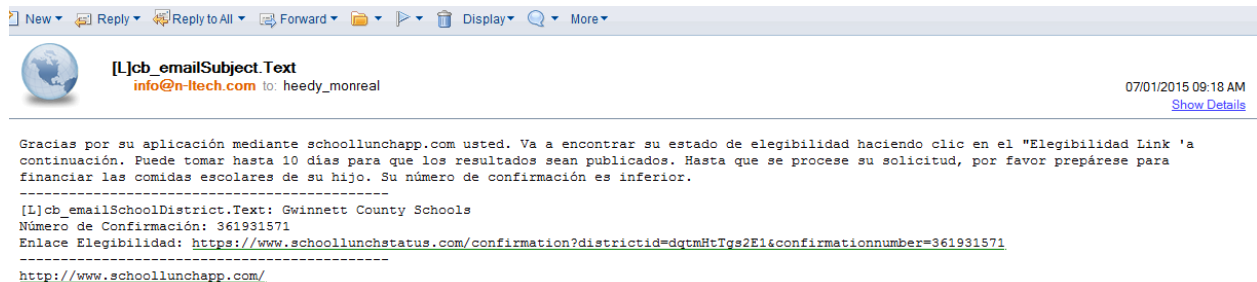 New Reply Reply to All Forward Display More
[L]cb_emailSubject.Text
info@n-ltech.com to: heedy_monreal
07/01/2015 09:18 AM
Show Details
Gracias por su aplicación mediante schoollunchapp.com usted. Va a encontrar su estado de elegibilidad haciendo clic en el "Elegibilidad Link 'a
continuación. Puede tomar hasta 10 días para que los resultados sean publicados. Hasta que se procese su solicitud, por favor prepárese para
financiar las comidas escolares de su hijo. Su número de confirmación es inferior.
------------------------------------------------
[L]cb_emailSchoolDistrict.Text: Gwinnett County Schools
Número de Confirmación: 361931571
Enlace Elegibilidad: https://www.schoollunchstatus.com/confirmation?districtid=dqtmHtTgs2E1&confirmationnumber=361931571
------------------------------------------------
http://www.schoollunchapp.com/